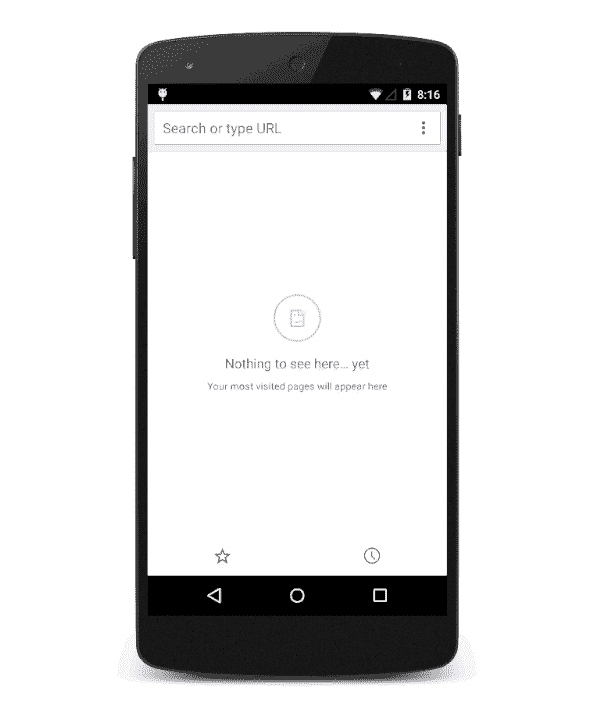 8:16
Search or type URL
Nothing to see here... yet
Your most visited pages will appear here